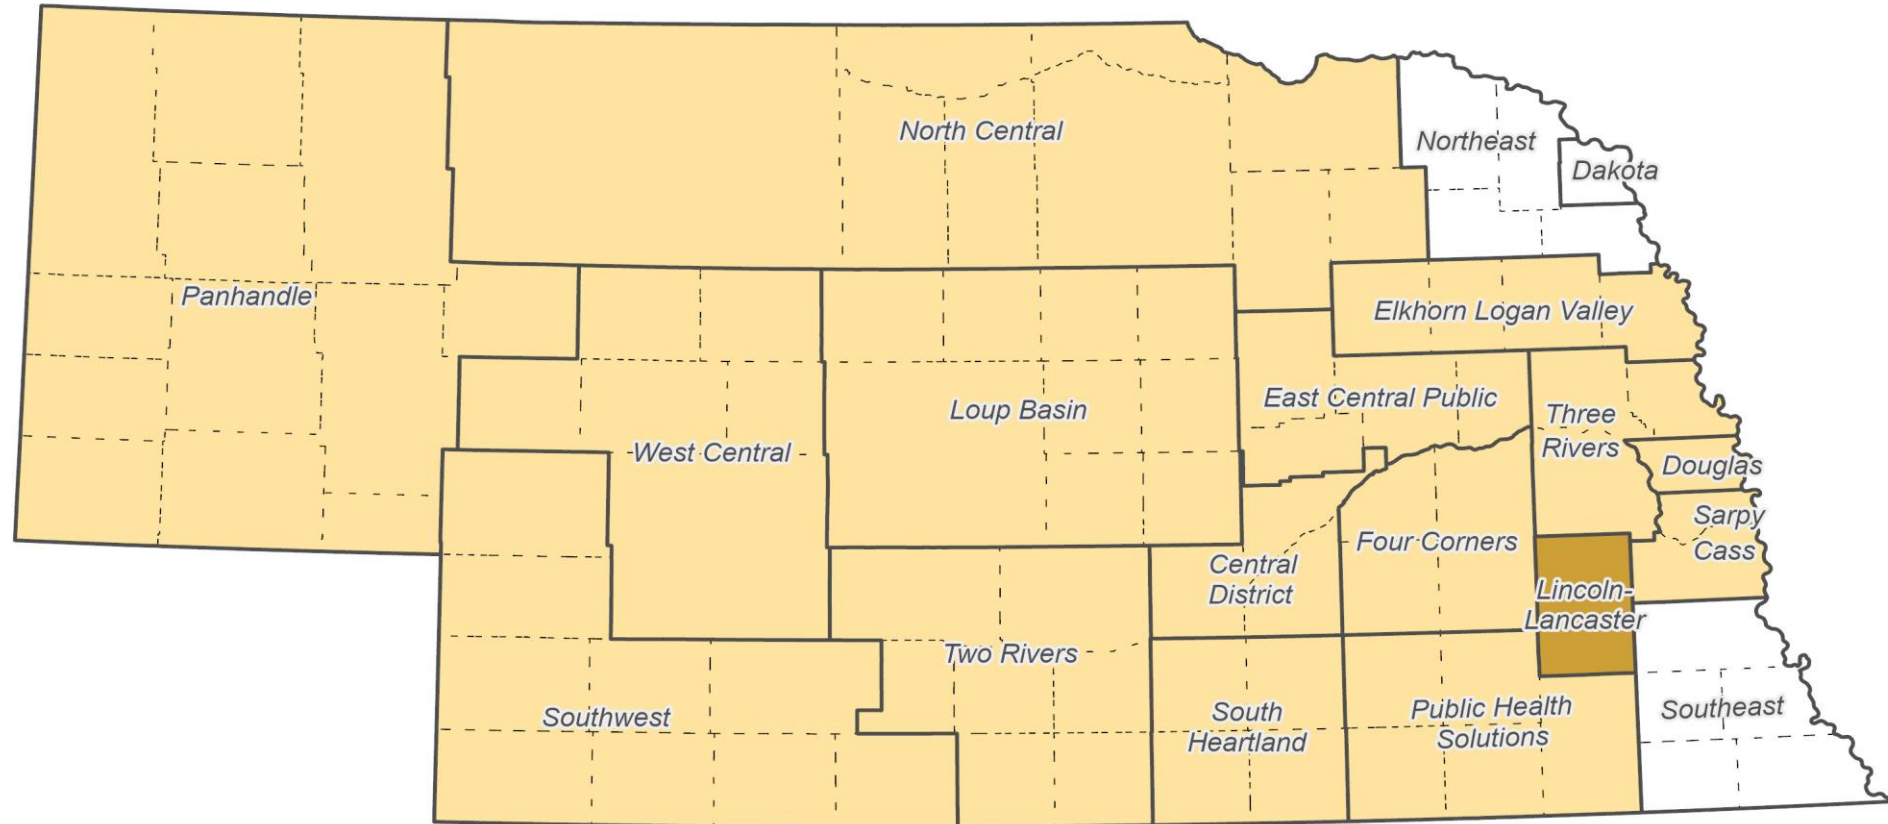 North Central
Northeast
Dakota
Panhandle
Elkhorn Logan Valley
East Central Public
Loup Basin
Three
Rivers
West Central
Douglas
Sarpy
Cass
Four Corners
Central
District
Lincoln-
Lancaster
Two Rivers
Southwest
South
Heartland
Public Health
Solutions
Southeast